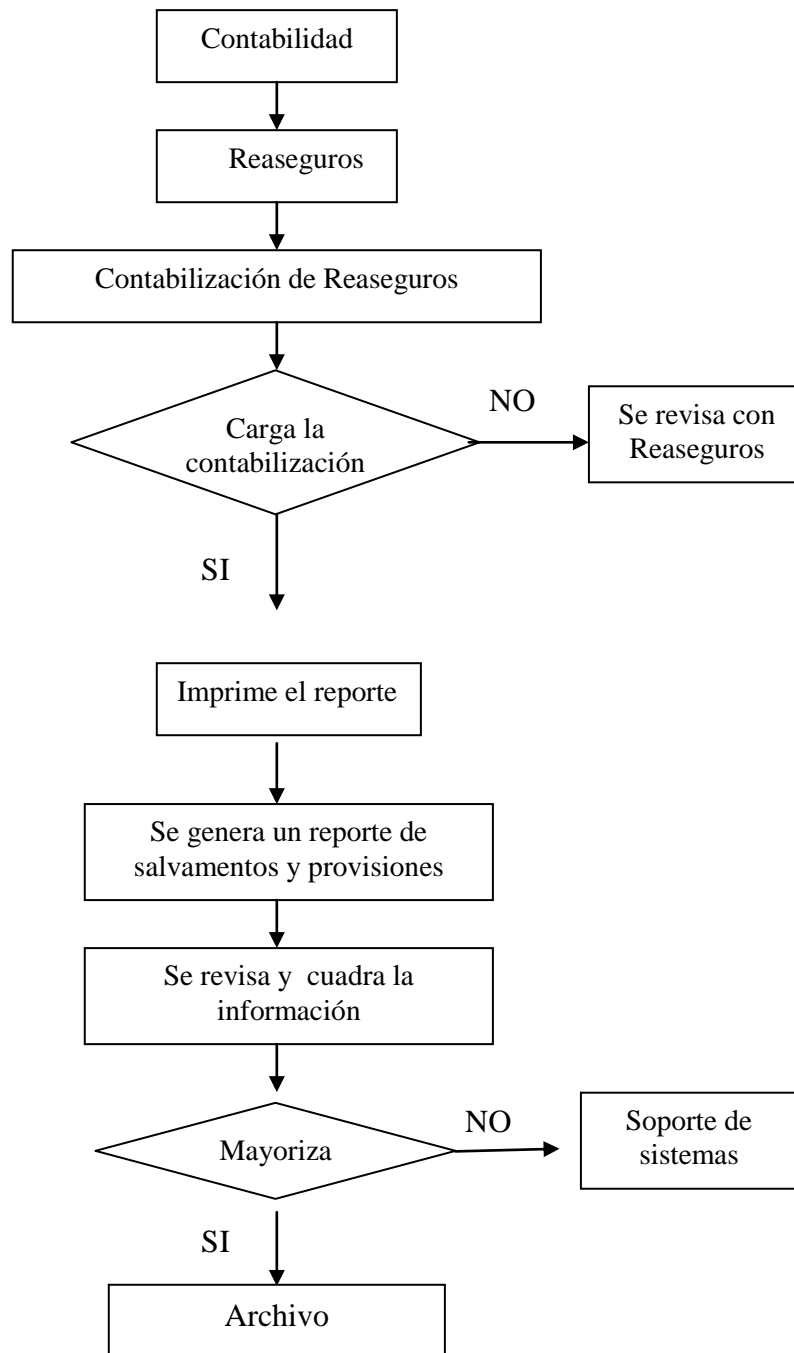 Contabilidad
Reaseguros
Contabilización de Reaseguros
Carga la
contabilización
NO
Se revisa con
Reaseguros
SI
Imprime el reporte
Se genera un reporte de
salvamentos y provisiones
Se revisa y cuadra la
información
Mayoriza
NO
Soporte de
sistemas
SI
Archivo